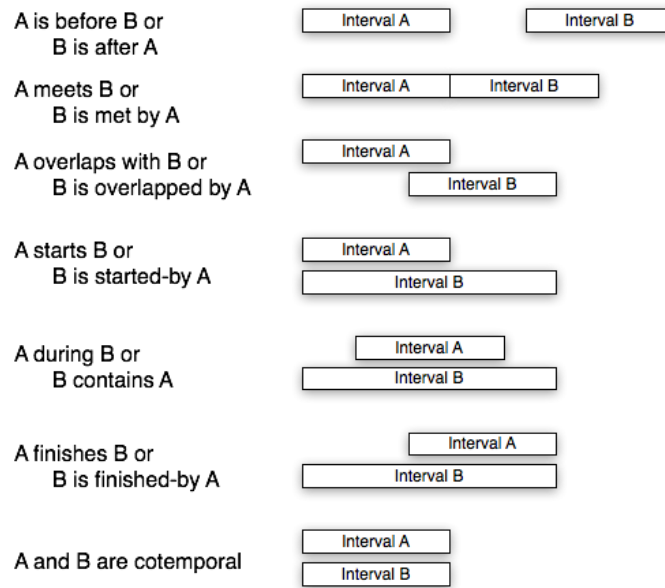 A is before B or
B is after A
Interval A
Interval B
A meets B or
B is met by A
Interval A
Interval B
A overlaps with B or
B is overlapped by A
Interval A
Interval B
A starts B or
B is started-by A
Interval A
Interval B
A during B or
B contains A
Interval A
Interval B
A finishes B or
B is finished-by A
Interval A
Interval B
A and B are cotemporal
Interval A
Interval B